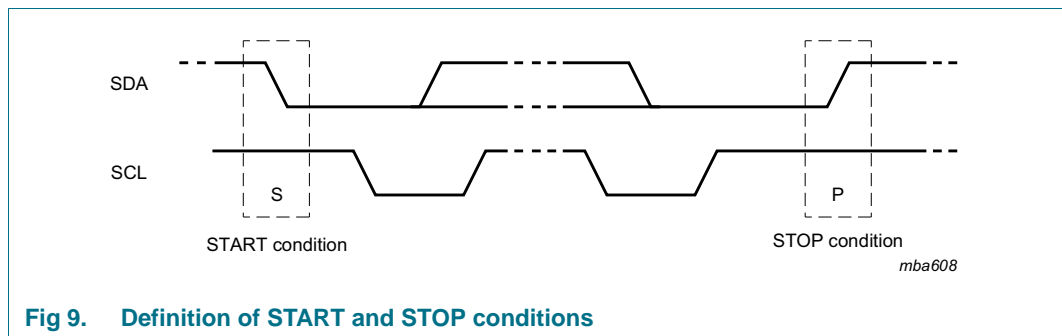 SDA
SCL
S
P
START condition
STOP condition
mba608
Fig 9. Definition of START and STOP conditions